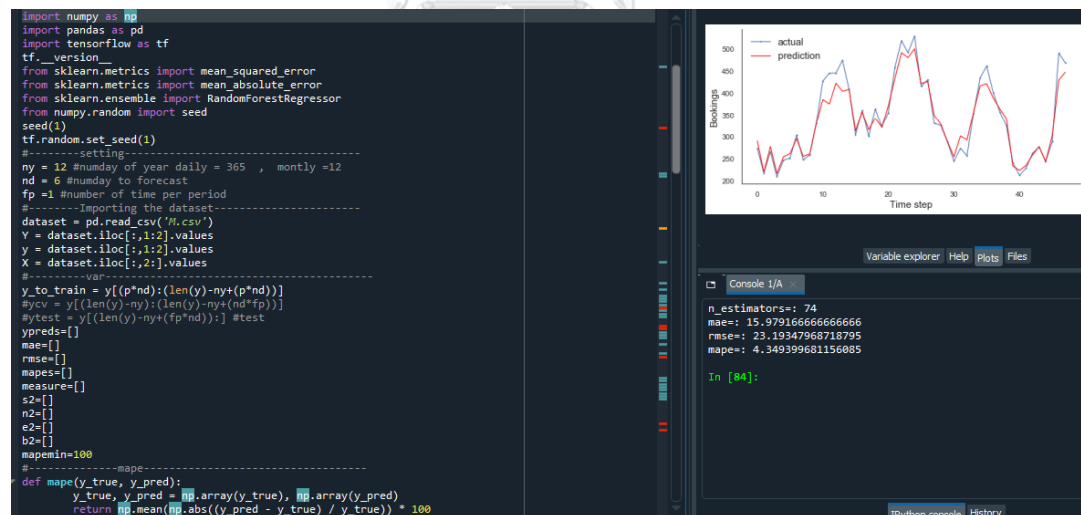 import numpy as np
import pandas as pd
import tensorflow as tf
tf.__version__
from sklearn.metrics import mean_squared_error
from sklearn.metrics import mean_absolute_error
from sklearn.ensemble import RandomForestRegressor
from numpy.random import seed
seed(1)
tf.random.set_seed(1)
#--------setting-----------------------------------
ny = 12 #numday of year daily = 365  ,  montly =12
nd = 6 #numday to forecast
fp =1 #number of time per period
#--------Importing the dataset----------------------
dataset = pd.read_csv('M.csv')
Y = dataset.iloc[:,1:2].values
y = dataset.iloc[:,1:2].values
X = dataset.iloc[:,2:].values
#---------var----------------------------------------
y_to_train = y[(p*nd):(len(y)-ny+(p*nd))]
#ycv = y[(len(y)-ny):(len(y)-ny+(nd*fp))]
#ytest = y[(len(y)-ny+(fp*nd)):] #test
ypreds=[]
mae=[]
rmse=[]
mapes=[]
measure=[]
s2=[]
n2=[]
e2=[]
b2=[]
mapemin=100
#-------------mape----------------------------------
def mape(y_true, y_pred):
y_true, y_pred = np.array(y_true), np.array(y_pred)
return np.mean(np.abs((y_pred - y_true) / y_true)) * 100
actual
prediction
500
450
400
350
300
250
200
Bookings
0 10 20 30 40
Time step
Variable explorer Help Plots Files
Console 1/A
n_estimators=: 74
mae=: 15.979166666666666
rmse=: 23.19347968718795
mape=: 4.349399681156085
In [84]:
IPython console History